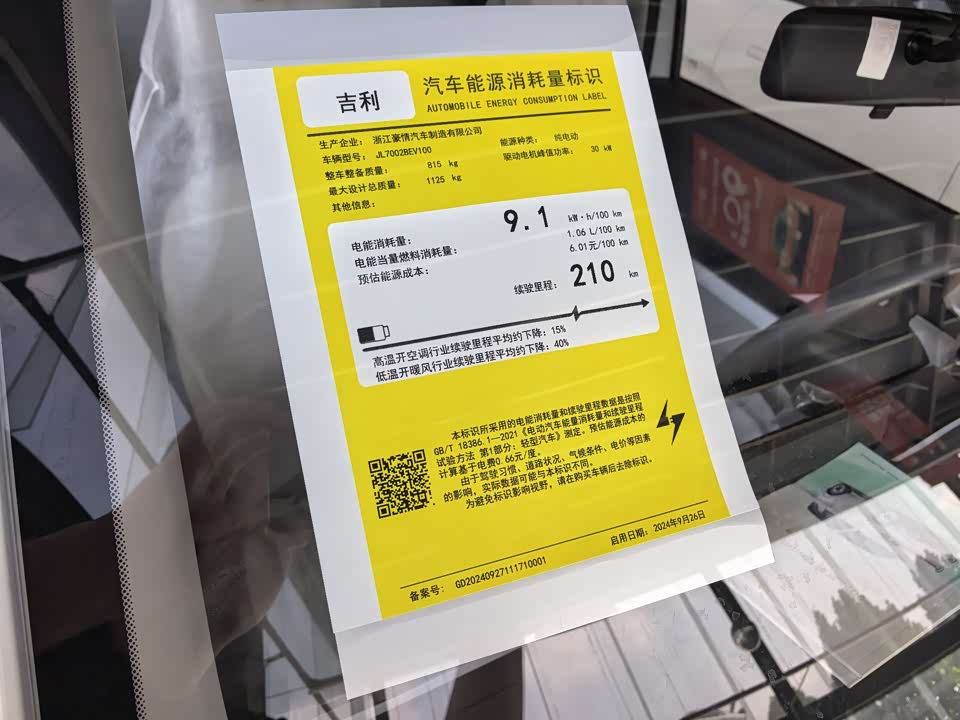 吉利
汽车能源消耗量标识
AUTOMOBILE ENERGY CONSUMPTION LABEL
生产企业： 浙江豪情汽车制造有限公司
车辆型号： JL7002BEV100
能源种类： 纯电动
整车整备质量： 815 kg
驱动电机峰值功率： 30 kW
最大设计总质量： 1125 kg
其他信息：
电能消耗量： 9.1 kW·h/100 km
电能当量燃料消耗量： 1.06 L/100 km
预估能源成本： 6.01元/100 km
续驶里程： 210 km
高温开空调行业续驶里程平均约下降：15%
低温开暖风行业续驶里程平均约下降：40%
本标识所采用的电能消耗量和续驶里程数据是按照
GB/T 18386.1—2021《电动汽车能量消耗量和续驶里程
试验方法 第1部分：轻型汽车》测定。预估能源成本的
计算基于电费0.66元/度。
由于驾驶习惯、道路状况、气候条件、电价等因素
的影响，实际数据可能与本标识不同。
为避免标识影响视野，请在购买车辆后去除标识。
备案号： GD20240927111710001
启用日期：2024年9月26日